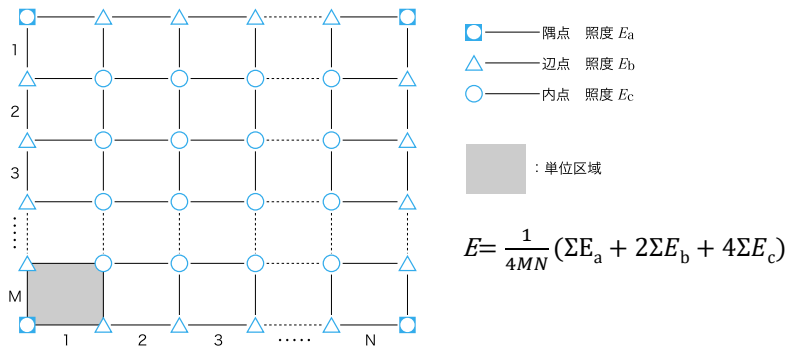 1
2
3
⋮
M
1 2 3 ····· N
隅点 照度 Ea
辺点 照度 Eb
内点 照度 Ec
：単位区域
E= 1/4MN (ΣEa + 2ΣEb + 4ΣEc)